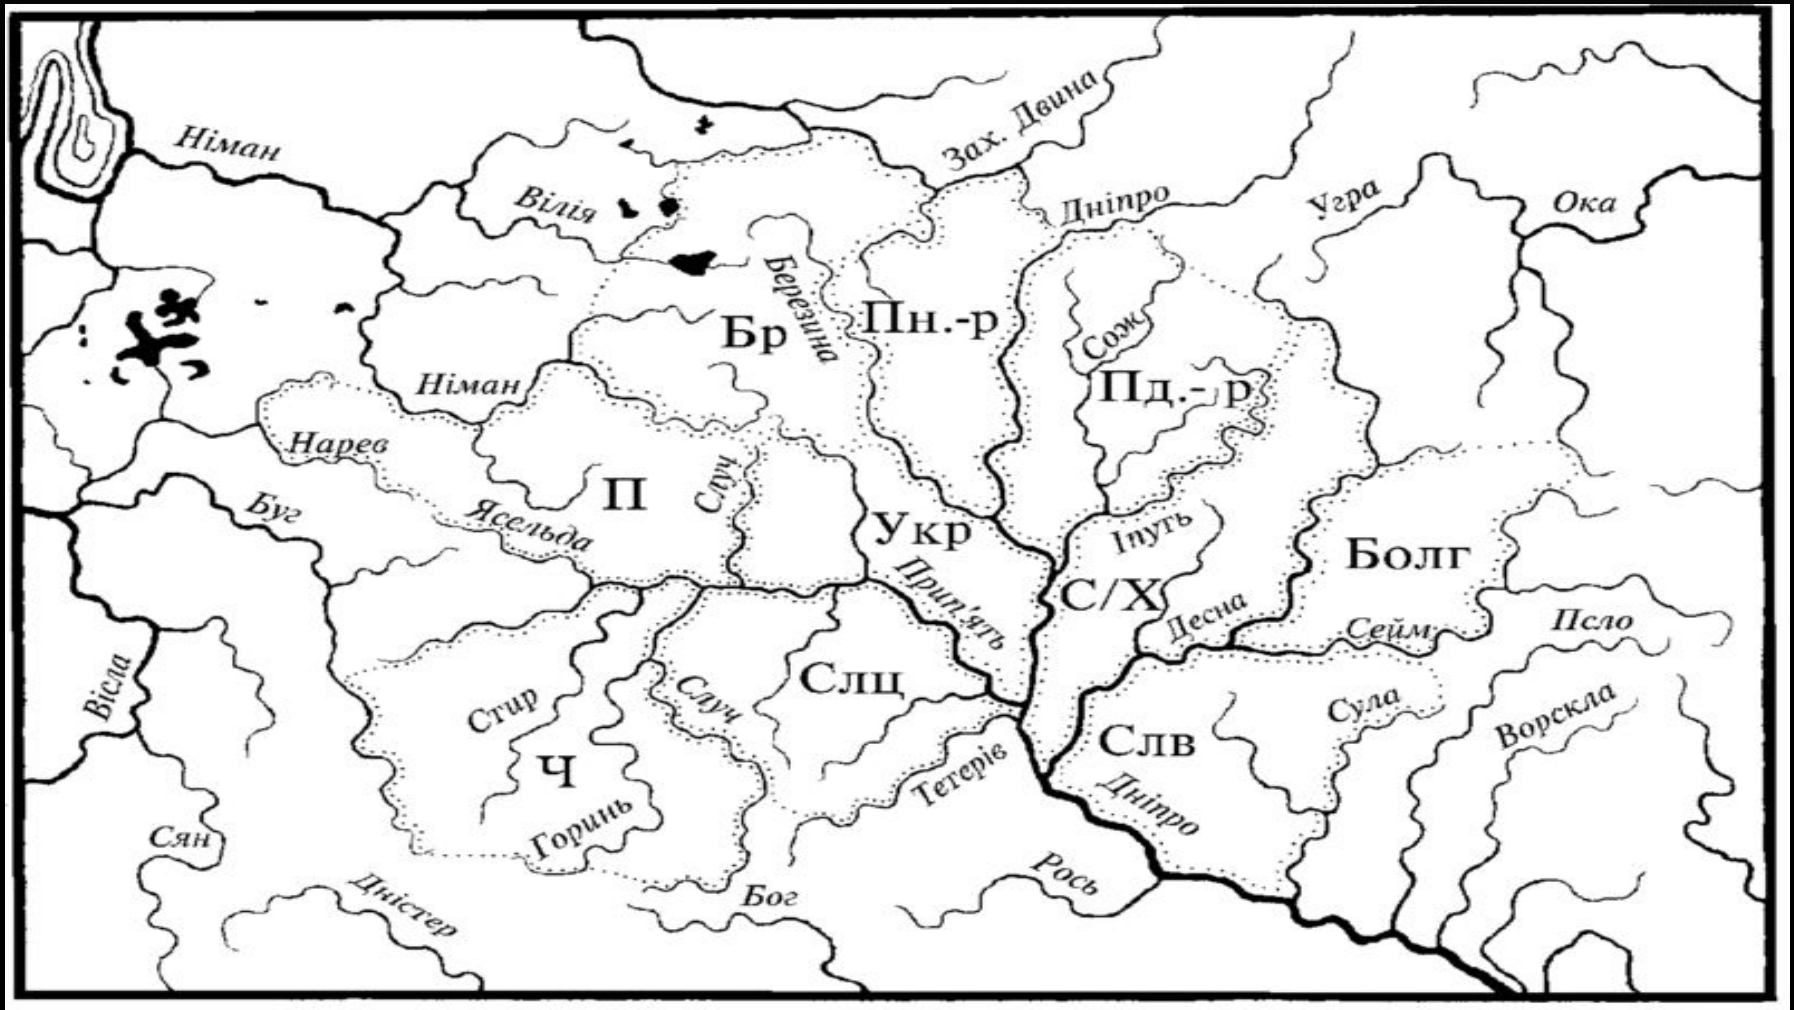 Німан
Зах. Двина
Вілія
Дніпро
Угра
Ока
Березина
Бр
Пн.-р
Сож
Німан
Пд.- р
Нарев
Случ
П
Буг
Ясельда
Укр
Іпуть
Болг
Прип'ять
С/Х
Десна
Сейм
Псло
Вісла
Стир
Случ
Слц
Сула
Ворскла
Слв
Ч
Тетерів
Дніпро
Горинь
Сян
Дністер
Бог
Рось